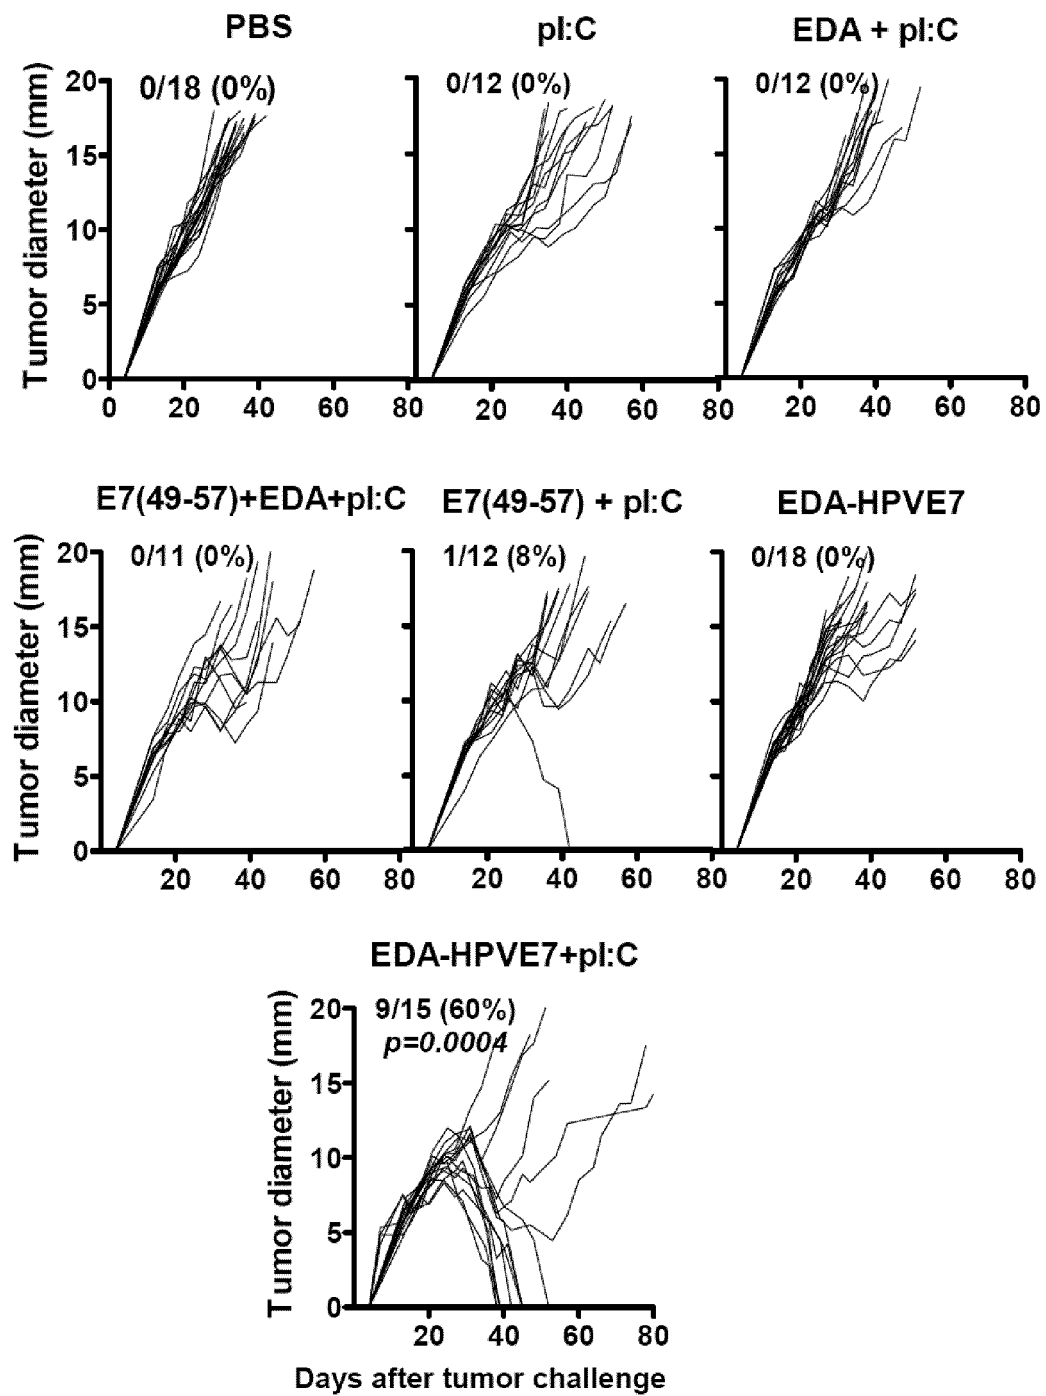 PBS
pI:C
EDA + pI:C
0/18 (0%)
0/12 (0%)
0/12 (0%)
Tumor diameter (mm)
20
15
10
5
0
0 20 40 60 80
20 40 60 80
20 40 60 80
E7(49-57)+EDA+pI:C
E7(49-57) + pI:C
EDA-HPVE7
0/11 (0%)
1/12 (8%)
0/18 (0%)
Tumor diameter (mm)
20
15
10
5
0
20 40 60 80
20 40 60 80
20 40 60 80
EDA-HPVE7+pI:C
9/15 (60%)
p=0.0004
Tumor diameter (mm)
20
15
10
5
0
20 40 60 80
Days after tumor challenge